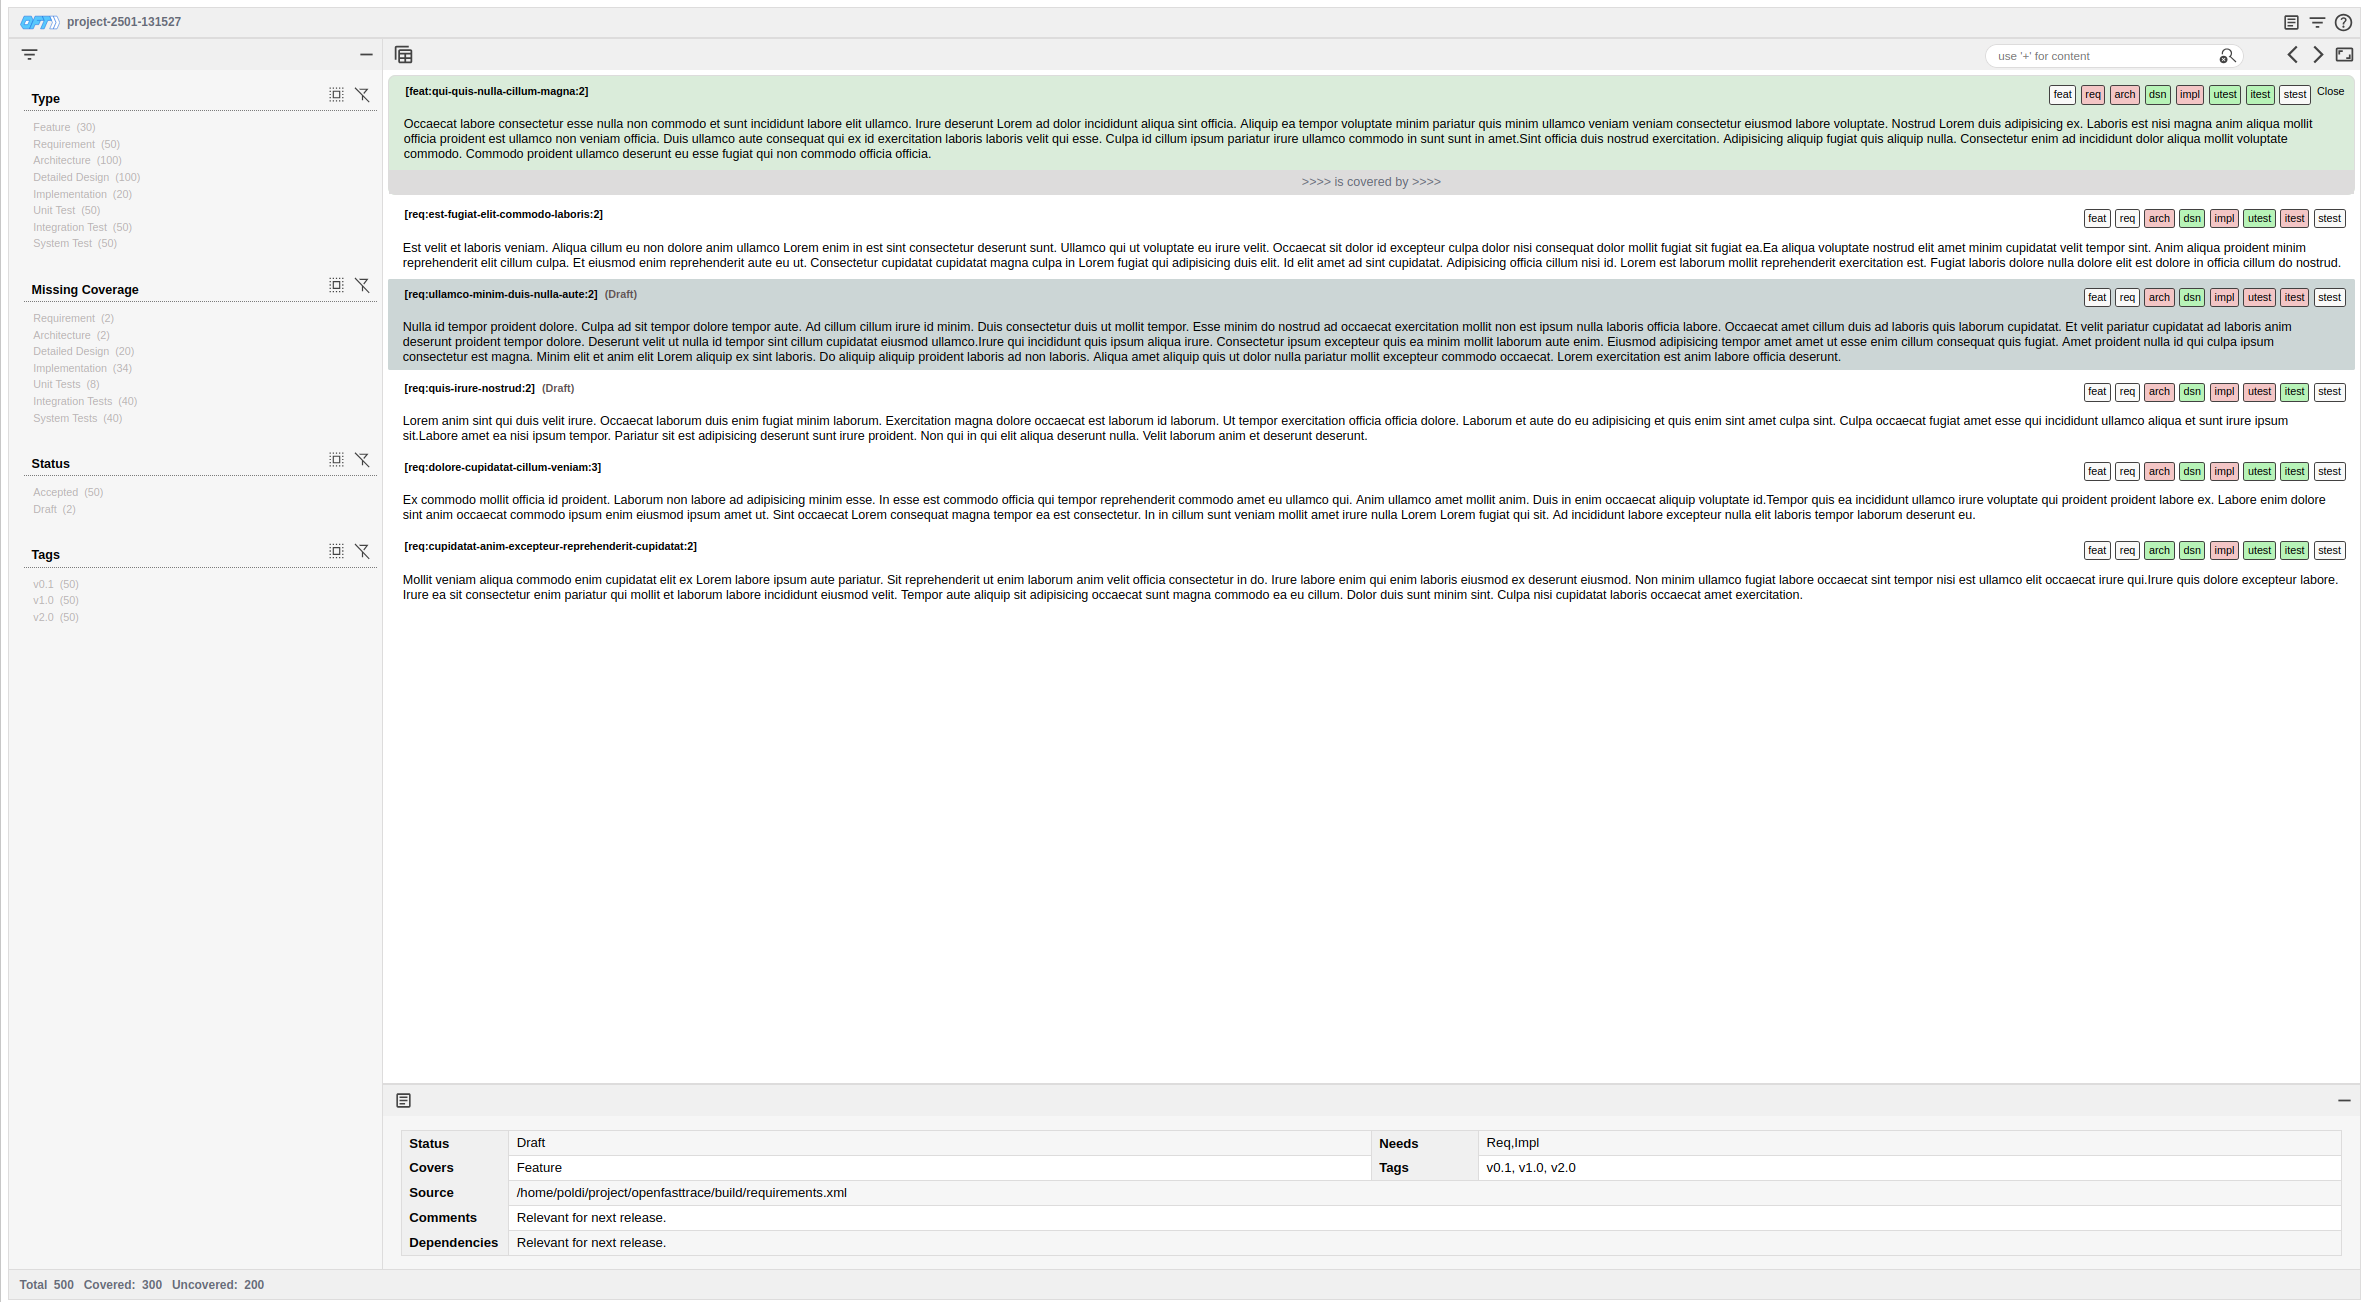 OFT project-2501-131527
use '+' for content
Type
Feature (30)
Requirement (50)
Architecture (100)
Detailed Design (100)
Implementation (20)
Unit Test (50)
Integration Test (50)
System Test (50)
Missing Coverage
Requirement (2)
Architecture (2)
Detailed Design (20)
Implementation (34)
Unit Tests (8)
Integration Tests (40)
System Tests (40)
Status
Accepted (50)
Draft (2)
Tags
v0.1 (50)
v1.0 (50)
v2.0 (50)
[feat:qui-quis-nulla-cillum-magna:2] feat req arch dsn impl utest itest stest Close
Occaecat labore consectetur esse nulla non commodo et sunt incididunt labore elit ullamco. Irure deserunt Lorem ad dolor incididunt aliqua sint officia. Aliquip ea tempor voluptate minim pariatur quis minim ullamco veniam veniam consectetur eiusmod labore voluptate. Nostrud Lorem duis adipisicing ex. Laboris est nisi magna anim aliqua mollit
officia proident est ullamco non veniam officia. Duis ullamco aute consequat qui ex id exercitation laboris laboris velit qui esse. Culpa id cillum ipsum pariatur irure ullamco commodo in sunt sunt in amet.Sint officia duis nostrud exercitation. Adipisicing aliquip fugiat quis aliquip nulla. Consectetur enim ad incididunt dolor aliqua mollit voluptate
commodo. Commodo proident ullamco deserunt eu esse fugiat qui non commodo officia officia.
>>>> is covered by >>>>
[req:est-fugiat-elit-commodo-laboris:2] feat req arch dsn impl utest itest stest
Est velit et laboris veniam. Aliqua cillum eu non dolore anim ullamco Lorem enim in est sint consectetur deserunt sunt. Ullamco qui ut voluptate eu irure velit. Occaecat sit dolor id excepteur culpa dolor nisi consequat dolor mollit fugiat sit fugiat ea.Ea aliqua voluptate nostrud elit amet minim cupidatat velit tempor sint. Anim aliqua proident minim
reprehenderit elit cillum culpa. Et eiusmod enim reprehenderit aute eu ut. Consectetur cupidatat cupidatat magna culpa in Lorem fugiat qui adipisicing duis elit. Id elit amet ad sint cupidatat. Adipisicing officia cillum nisi id. Lorem est laborum mollit reprehenderit exercitation est. Fugiat laboris dolore nulla dolore elit est dolore in officia cillum do nostrud.
[req:ullamco-minim-duis-nulla-aute:2] (Draft) feat req arch dsn impl utest itest stest
Nulla id tempor proident dolore. Culpa ad sit tempor dolore tempor aute. Ad cillum cillum irure id minim. Duis consectetur duis ut mollit tempor. Esse minim do nostrud ad occaecat exercitation mollit non est ipsum nulla laboris officia labore. Occaecat amet cillum duis ad laboris quis laborum cupidatat. Et velit pariatur cupidatat ad laboris anim
deserunt proident tempor dolore. Deserunt velit ut nulla id tempor sint cillum cupidatat eiusmod ullamco.Irure qui incididunt quis ipsum aliqua irure. Consectetur ipsum excepteur quis ea minim mollit laborum aute enim. Eiusmod adipisicing tempor amet amet ut esse enim cillum consequat quis fugiat. Amet proident nulla id qui culpa ipsum
consectetur est magna. Minim elit et anim elit Lorem aliquip ex sint laboris. Do aliquip aliquip proident laboris ad non laboris. Aliqua amet aliquip quis ut dolor nulla pariatur mollit excepteur commodo occaecat. Lorem exercitation est anim labore officia deserunt.
[req:quis-irure-nostrud:2] (Draft) feat req arch dsn impl utest itest stest
Lorem anim sint qui duis velit irure. Occaecat laborum duis enim fugiat minim laborum. Exercitation magna dolore occaecat est laborum id laborum. Ut tempor exercitation officia officia dolore. Laborum et aute do eu adipisicing et quis enim sint amet culpa sint. Culpa occaecat fugiat amet esse qui incididunt ullamco aliqua et sunt irure ipsum
sit.Labore amet ea nisi ipsum tempor. Pariatur sit est adipisicing deserunt sunt irure proident. Non qui in qui elit aliqua deserunt nulla. Velit laborum anim et deserunt deserunt.
[req:dolore-cupidatat-cillum-veniam:3] feat req arch dsn impl utest itest stest
Ex commodo mollit officia id proident. Laborum non labore ad adipisicing minim esse. In esse est commodo officia qui tempor reprehenderit commodo amet eu ullamco qui. Anim ullamco amet mollit anim. Duis in enim occaecat aliquip voluptate id.Tempor quis ea incididunt ullamco irure voluptate qui proident proident labore ex. Labore enim dolore
sint anim occaecat commodo ipsum enim eiusmod ipsum amet ut. Sint occaecat Lorem consequat magna tempor ea est consectetur. In in cillum sunt veniam mollit amet irure nulla Lorem Lorem fugiat qui sit. Ad incididunt labore excepteur nulla elit laboris tempor laborum deserunt eu.
[req:cupidatat-anim-excepteur-reprehenderit-cupidatat:2] feat req arch dsn impl utest itest stest
Mollit veniam aliqua commodo enim cupidatat elit ex Lorem labore ipsum aute pariatur. Sit reprehenderit ut enim laborum anim velit officia consectetur in do. Irure labore enim qui enim laboris eiusmod ex deserunt eiusmod. Non minim ullamco fugiat labore occaecat sint tempor nisi est ullamco elit occaecat irure qui.Irure quis dolore excepteur labore.
Irure ea sit consectetur enim pariatur qui mollit et laborum labore incididunt eiusmod velit. Tempor aute aliquip sit adipisicing occaecat sunt magna commodo ea eu cillum. Dolor duis sunt minim sint. Culpa nisi cupidatat laboris occaecat amet exercitation.
Status Draft Needs Req,Impl
Covers Feature Tags v0.1, v1.0, v2.0
Source /home/poldi/project/openfasttrace/build/requirements.xml
Comments Relevant for next release.
Dependencies Relevant for next release.
Total 500 Covered: 300 Uncovered: 200